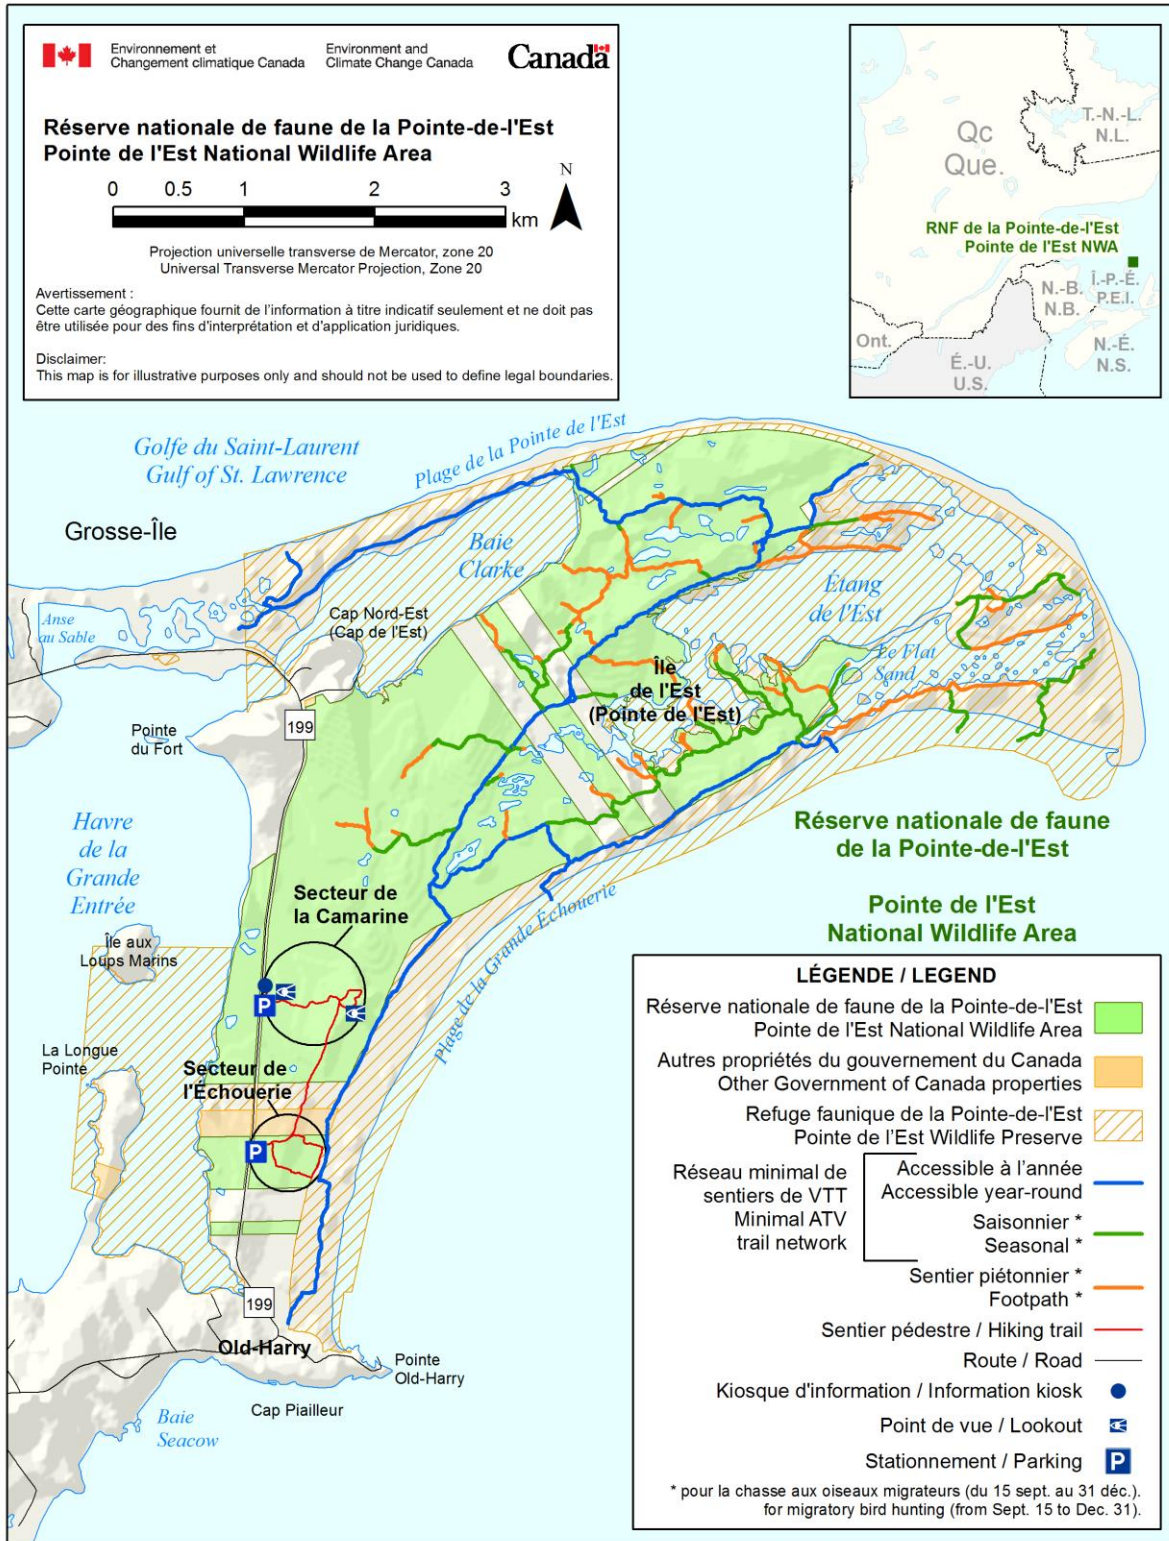 Environnement et
Changement climatique Canada
Environment and
Climate Change Canada
Canada
Réserve nationale de faune de la Pointe-de-l'Est
Pointe de l'Est National Wildlife Area
0 0.5 1 2 3
km
N
Projection universelle transverse de Mercator, zone 20
Universal Transverse Mercator Projection, Zone 20
Avertissement :
Cette carte géographique fournit de l'information à titre indicatif seulement et ne doit pas
être utilisée pour des fins d'interprétation et d'application juridiques.
Disclaimer:
This map is for illustrative purposes only and should not be used to define legal boundaries.
T.-N.-L.
N.L.
Qc
Que.
RNF de la Pointe-de-l'Est
Pointe de l'Est NWA
N.-B.
N.B.
Î.-P.-É.
P.E.I.
Ont.
N.-É.
N.S.
É.-U.
U.S.
Golfe du Saint-Laurent
Gulf of St. Lawrence
Plage de la Pointe de l'Est
Grosse-Île
Baie
Clarke
Étang
de l'Est
Anse
au Sable
Cap Nord-Est
(Cap de l'Est)
Le Flat
Sand
Île
de l'Est
(Pointe de l'Est)
199
Pointe
du Fort
Havre
de la
Grande
Entrée
Réserve nationale de faune
de la Pointe-de-l'Est
Pointe de l'Est
National Wildlife Area
Secteur de
la Camarine
Plage de la Grande Échouerie
Île aux
Loups Marins
P
La Longue
Pointe
Secteur de
l'Échouerie
P
199
Old-Harry
Pointe
Old-Harry
Cap Piailleur
Baie
Seacow
LÉGENDE / LEGEND
Réserve nationale de faune de la Pointe-de-l'Est
Pointe de l'Est National Wildlife Area
Autres propriétés du gouvernement du Canada
Other Government of Canada properties
Refuge faunique de la Pointe-de-l'Est
Pointe de l'Est Wildlife Preserve
Réseau minimal de
sentiers de VTT
Minimal ATV
trail network
Accessible à l'année
Accessible year-round
Saisonnier *
Seasonal *
Sentier piétonnier *
Footpath *
Sentier pédestre / Hiking trail
Route / Road
Kiosque d'information / Information kiosk
Point de vue / Lookout
Stationnement / Parking
P
* pour la chasse aux oiseaux migrateurs (du 15 sept. au 31 déc.).
for migratory bird hunting (from Sept. 15 to Dec. 31).